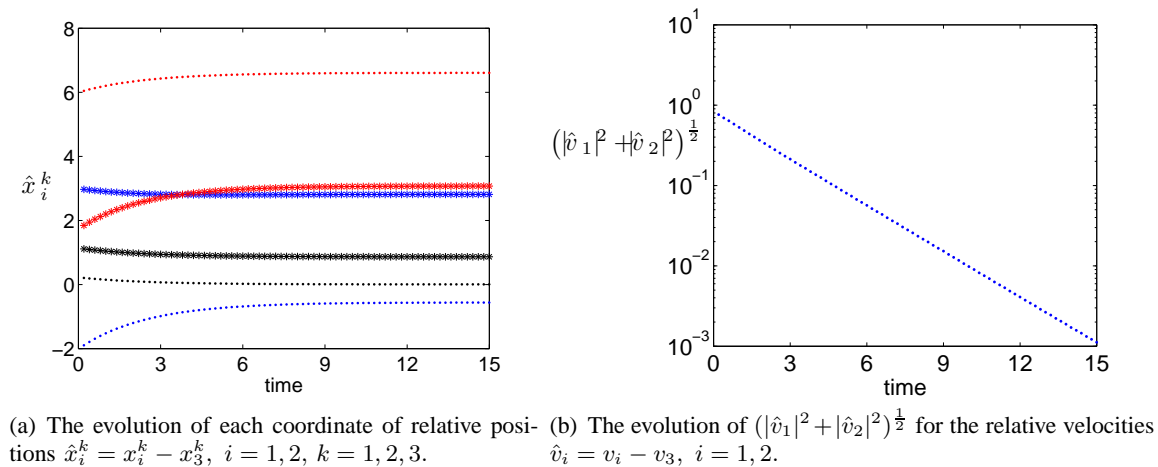 8
6
4
2
0
−2
x̂ᵢᵏ
0 3 6 9 12 15
time
10¹
10⁰
10⁻¹
10⁻²
10⁻³
(|v̂₁|² + |v̂₂|²)^{1/2}
0 3 6 9 12 15
time
(a) The evolution of each coordinate of relative posi-
tions x̂ᵢᵏ = xᵢᵏ − x₃ᵏ, i = 1, 2, k = 1, 2, 3.
(b) The evolution of (|v̂₁|² + |v̂₂|²)^{1/2} for the relative velocities
v̂ᵢ = vᵢ − v₃, i = 1, 2.